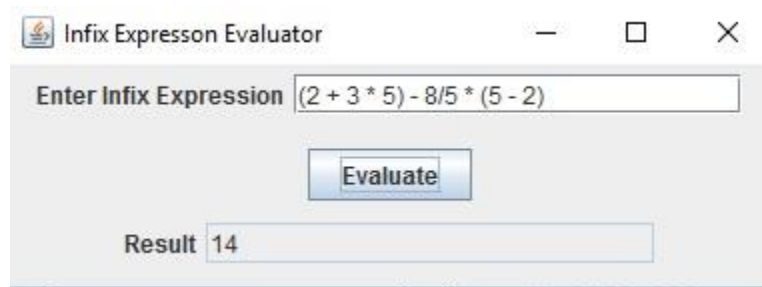 Infix Expresson Evaluator
Enter Infix Expression (2 + 3 * 5) - 8/5 * (5 - 2)
Evaluate
Result 14